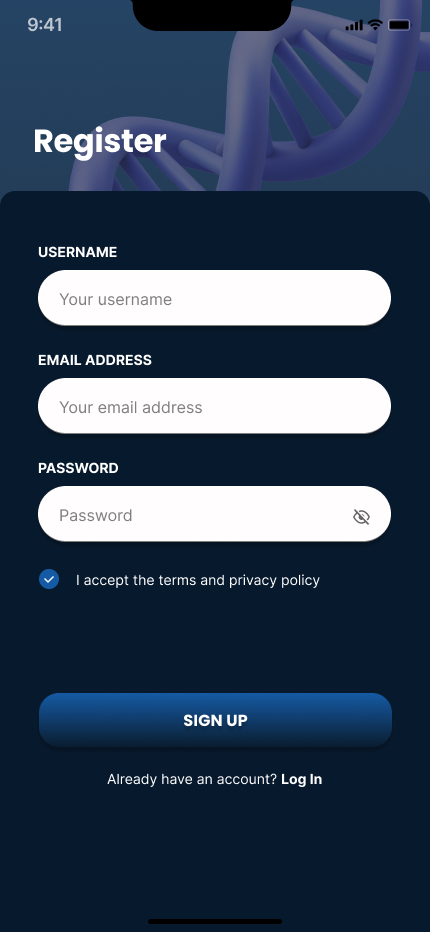 9:41
Register
USERNAME
Your username
EMAIL ADDRESS
Your email address
PASSWORD
Password
I accept the terms and privacy policy
SIGN UP
Already have an account? Log In